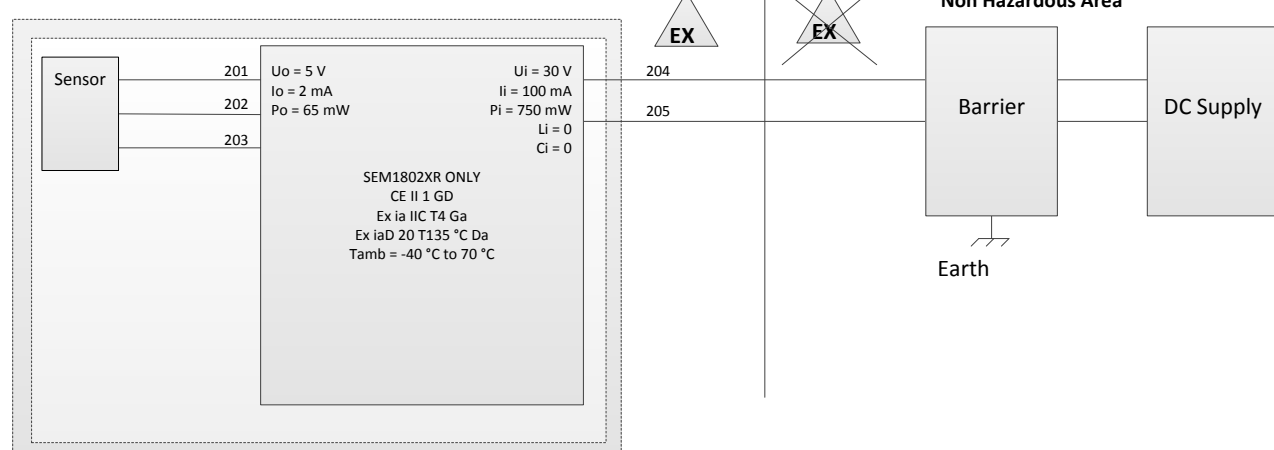 Non Hazardous Area
EX
EX
Sensor
201
202
203
Uo = 5 V
Io = 2 mA
Po = 65 mW
Ui = 30 V
Ii = 100 mA
Pi = 750 mW
Li = 0
Ci = 0
SEM1802XR ONLY
CE II 1 GD
Ex ia IIC T4 Ga
Ex iaD 20 T135 °C Da
Tamb = -40 °C to 70 °C
204
205
Barrier
DC Supply
Earth